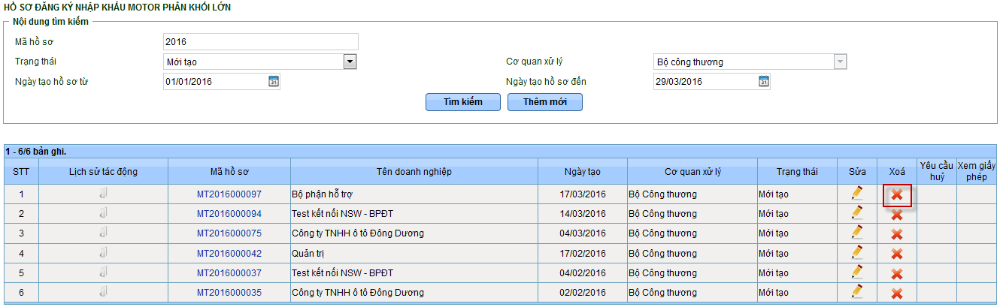 HỒ SƠ ĐĂNG KÝ NHẬP KHẨU MOTOR PHÂN KHỐI LỚN
Nội dung tìm kiếm
Mã hồ sơ 2016
Trạng thái Mới tạo Cơ quan xử lý Bộ công thương
Ngày tạo hồ sơ từ 01/01/2016 31 Ngày tạo hồ sơ đến 29/03/2016 31
Tìm kiếm Thêm mới
1 - 6/6 bản ghi.
STT Lịch sử tác động Mã hồ sơ Tên doanh nghiệp Ngày tạo Cơ quan xử lý Trạng thái Sửa Xoá Yêu cầu huỷ Xem giấy phép
1 MT2016000097 Bộ phận hỗ trợ 17/03/2016 Bộ Công thương Mới tạo
2 MT2016000094 Test kết nối NSW - BPĐT 14/03/2016 Bộ Công thương Mới tạo
3 MT2016000075 Công ty TNHH ô tô Đông Dương 04/03/2016 Bộ Công thương Mới tạo
4 MT2016000042 Quản trị 17/02/2016 Bộ Công thương Mới tạo
5 MT2016000037 Test kết nối NSW - BPĐT 04/02/2016 Bộ Công thương Mới tạo
6 MT2016000035 Công ty TNHH ô tô Đông Dương 02/02/2016 Bộ Công thương Mới tạo